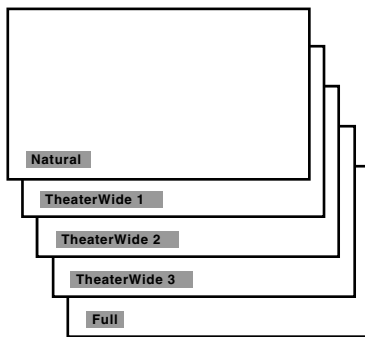 Natural
TheaterWide 1
TheaterWide 2
TheaterWide 3
Full